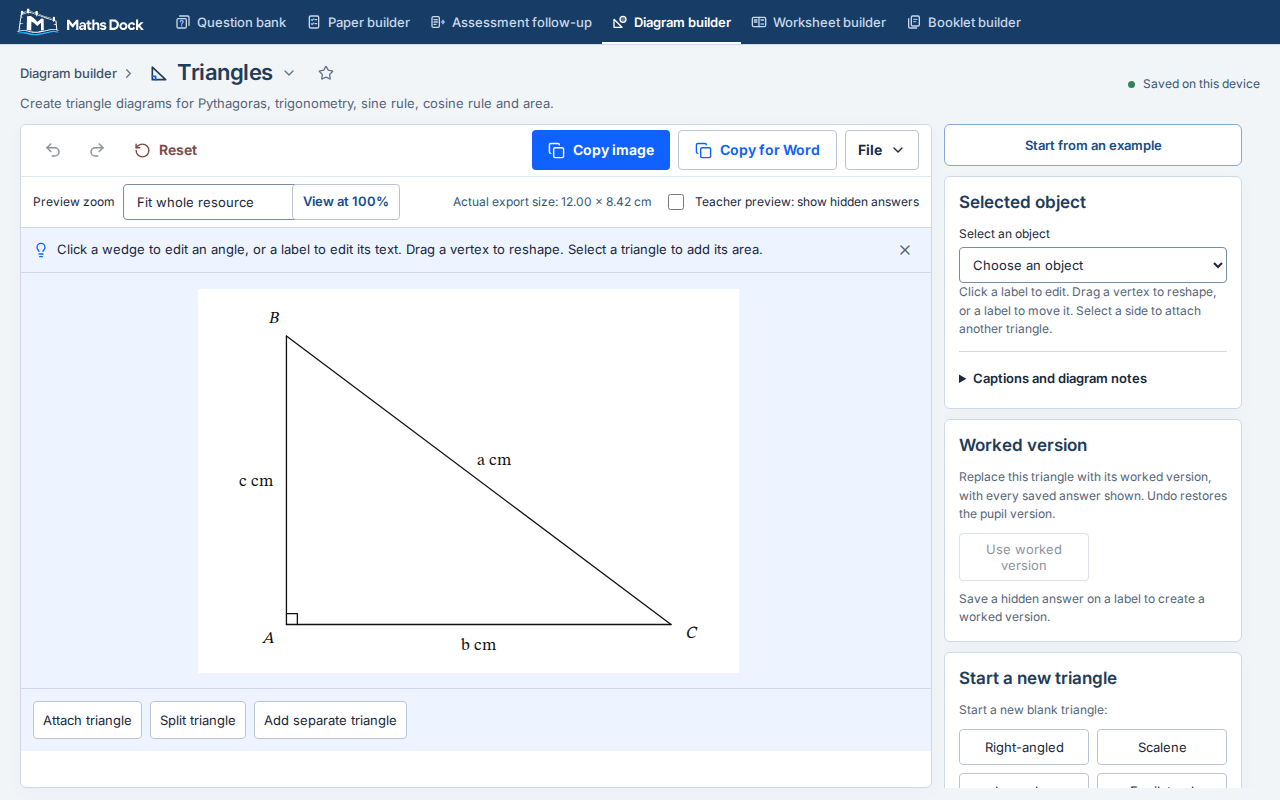 Maths Dock
Question bank
Paper builder
Assessment follow-up
Diagram builder
Worksheet builder
Booklet builder
Diagram builder
Triangles
Saved on this device
Create triangle diagrams for Pythagoras, trigonometry, sine rule, cosine rule and area.
Reset
Copy image
Copy for Word
File
Preview zoom
Fit whole resource
View at 100%
Actual export size: 12.00 × 8.42 cm
Teacher preview: show hidden answers
Click a wedge to edit an angle, or a label to edit its text. Drag a vertex to reshape. Select a triangle to add its area.
B
a cm
c cm
A
b cm
C
Attach triangle
Split triangle
Add separate triangle
Start from an example
Selected object
Select an object
Choose an object
Click a label to edit. Drag a vertex to reshape,
or a label to move it. Select a side to attach
another triangle.
Captions and diagram notes
Worked version
Replace this triangle with its worked version,
with every saved answer shown. Undo restores
the pupil version.
Use worked
version
Save a hidden answer on a label to create a
worked version.
Start a new triangle
Start a new blank triangle:
Right-angled
Scalene